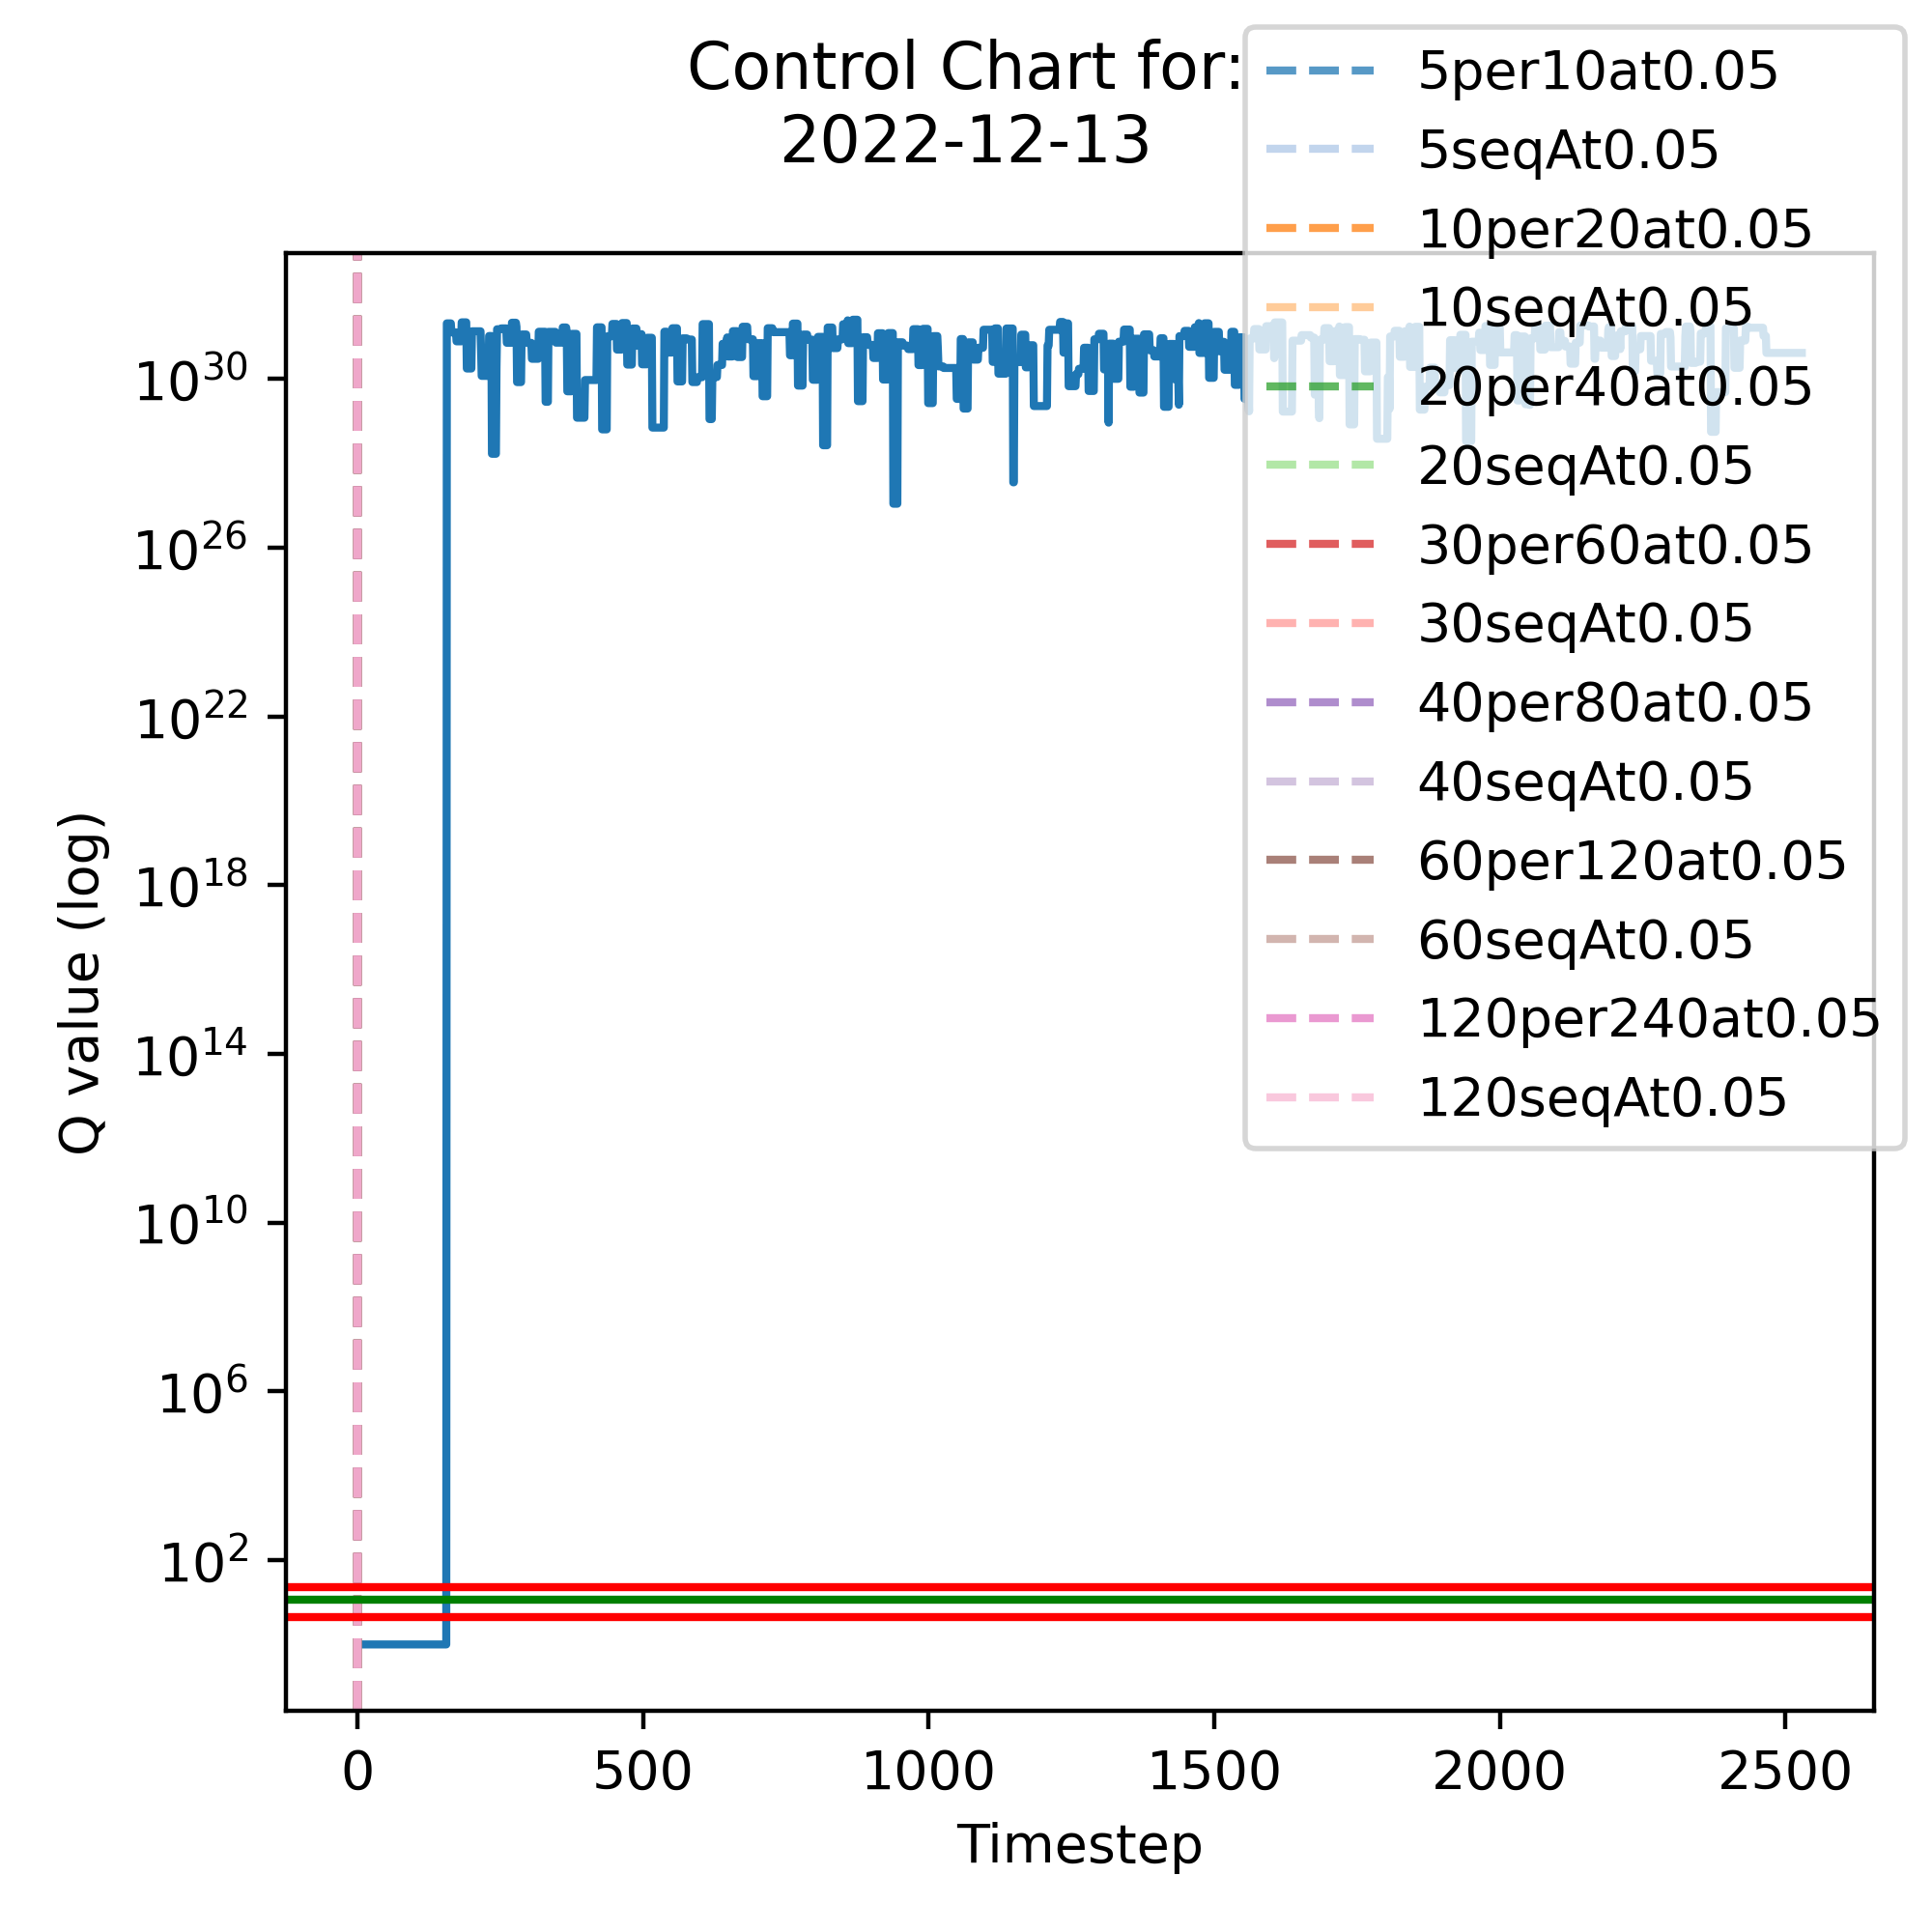 Control Chart for:
2022-12-13
5per10at0.05
5seqAt0.05
10per20at0.05
10seqAt0.05
20per40at0.05
20seqAt0.05
30per60at0.05
30seqAt0.05
40per80at0.05
40seqAt0.05
60per120at0.05
60seqAt0.05
120per240at0.05
120seqAt0.05
Q value (log)
10^30
10^26
10^22
10^18
10^14
10^10
10^6
10^2
0 500 1000 1500 2000 2500
Timestep